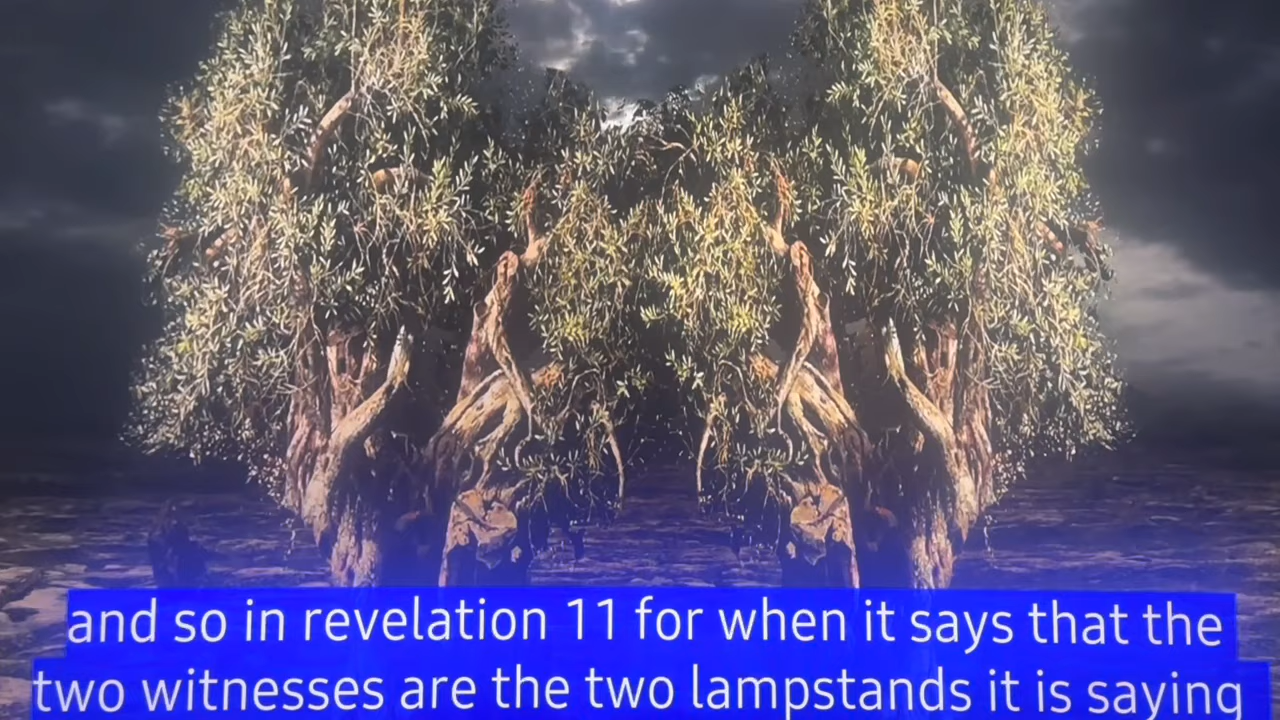 and so in revelation 11 for when it says that the
two witnesses are the two lampstands it is saying